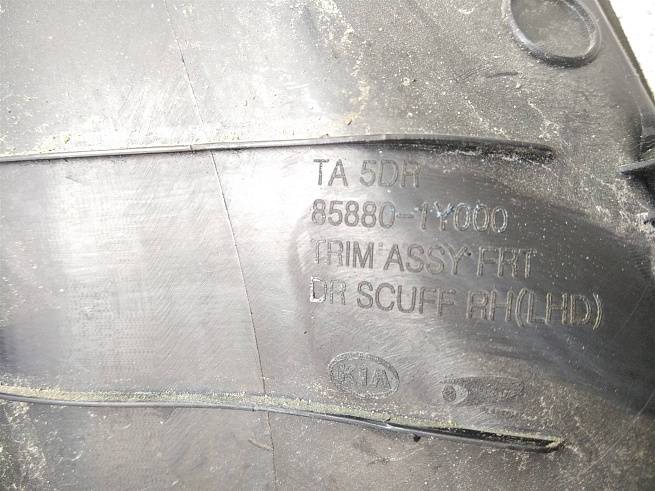 TA 5DR
85880-1Y000
TRIM ASSY FRT
DR SCUFF RH(LHD)
KIA